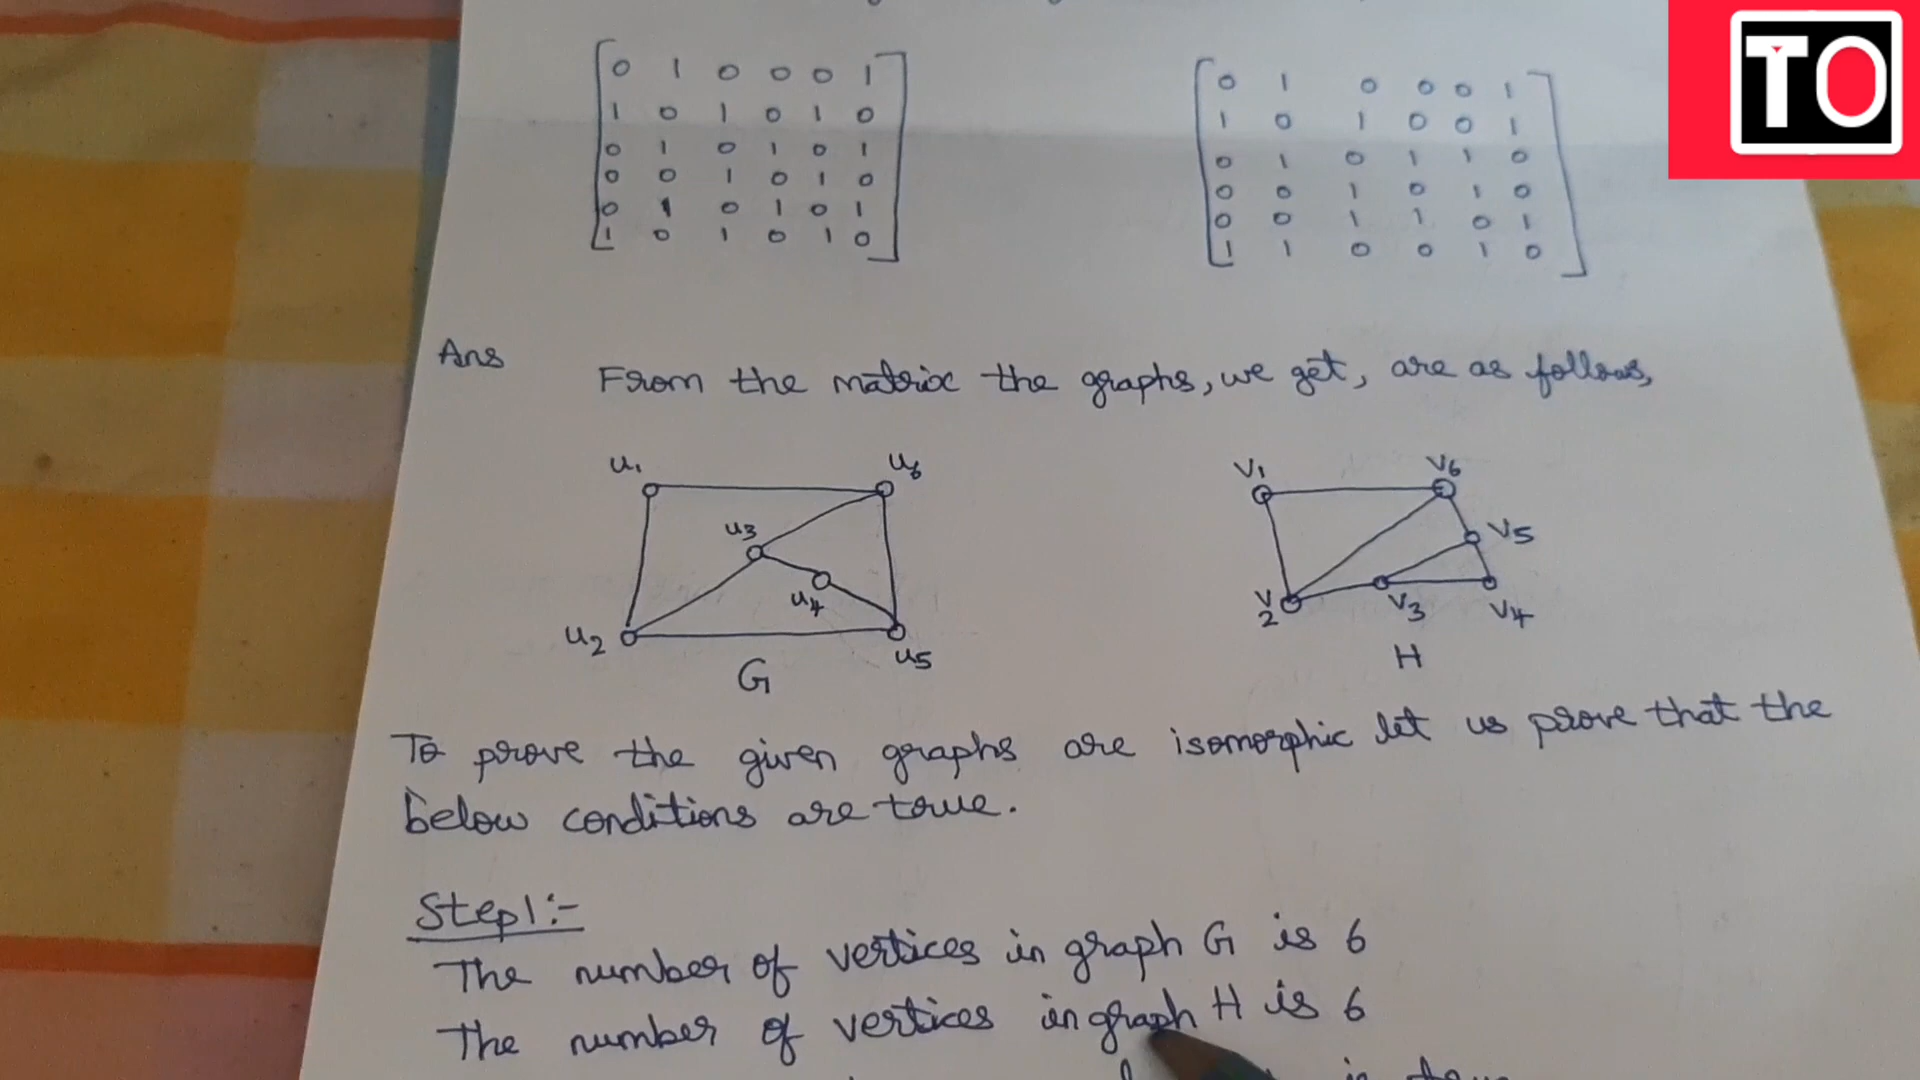 TO
0 1 0 0 0 1
1 0 1 0 1 0
0 1 0 1 0 1
0 0 1 0 1 0
0 1 0 1 0 1
1 0 1 0 1 0
0 1 0 0 0 1
1 0 1 0 0 1
0 1 0 1 1 0
0 0 1 0 1 0
0 0 1 1 0 1
1 1 0 0 1 0
Ans From the matrix the graphs, we get, are as follows,
u1 u6
u3
u4
u2 u5
G
V1 V6
V5
V2 V3 V4
H
To prove the given graphs are isomorphic let us prove that the
below conditions are true.
Step1:-
The number of vertices in graph G is 6
The number of vertices in graph H is 6